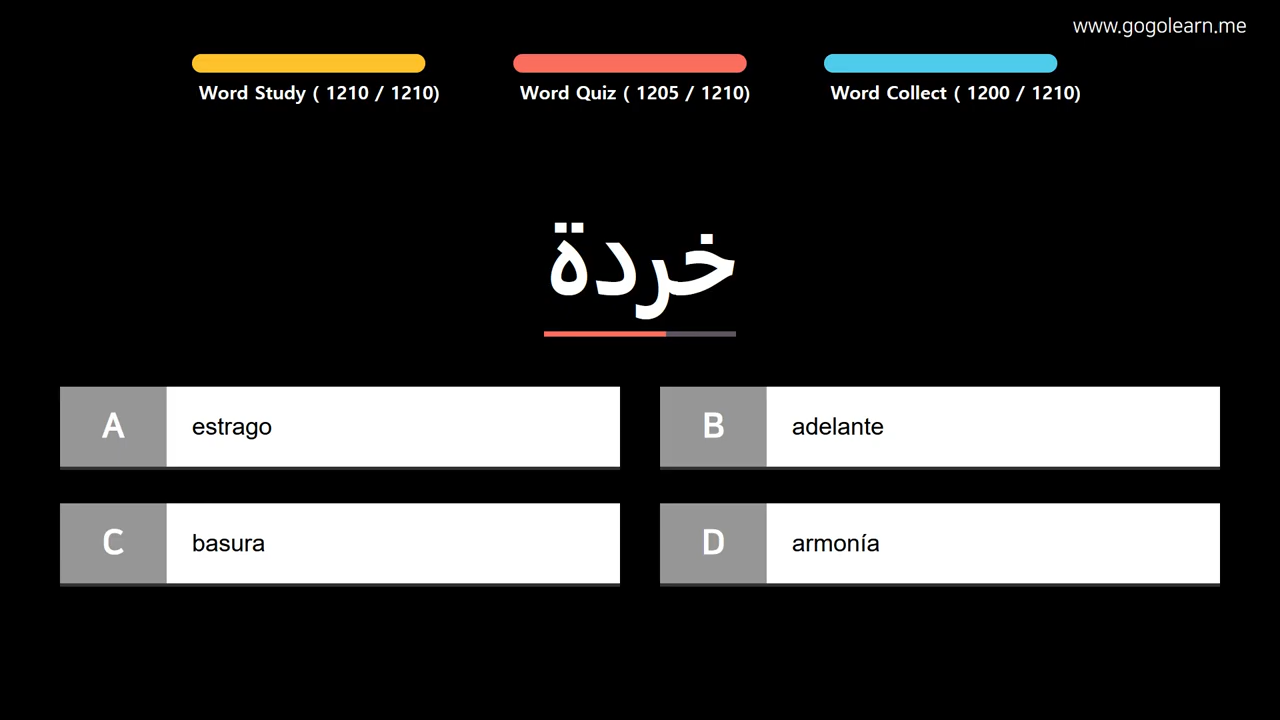 www.gogolearn.me
Word Study ( 1210 / 1210)
Word Quiz ( 1205 / 1210)
Word Collect ( 1200 / 1210)
خردة
A estrago
B adelante
C basura
D armonía